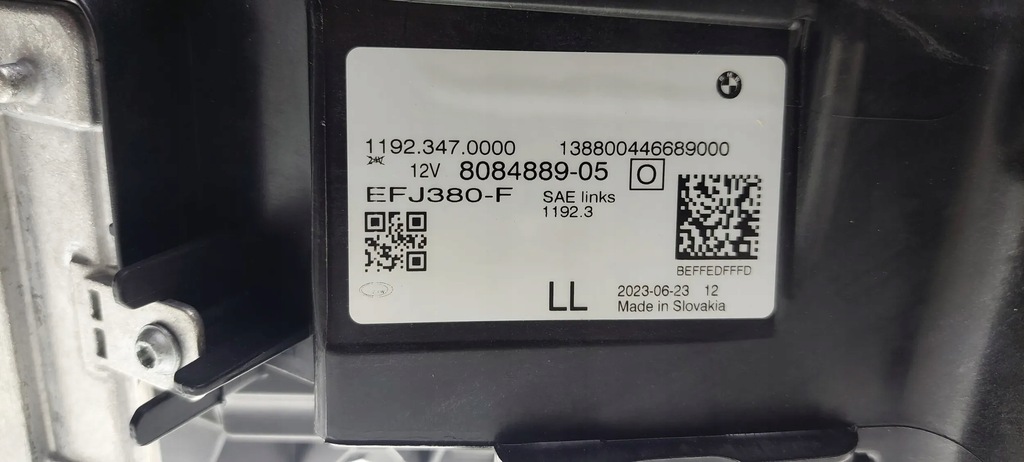 1192.347.0000 138800446689000
12V 8084889-05 O
EFJ380-F SAE links
1192.3
BEFFEDFFFD
LL 2023-06-23 12
Made in Slovakia